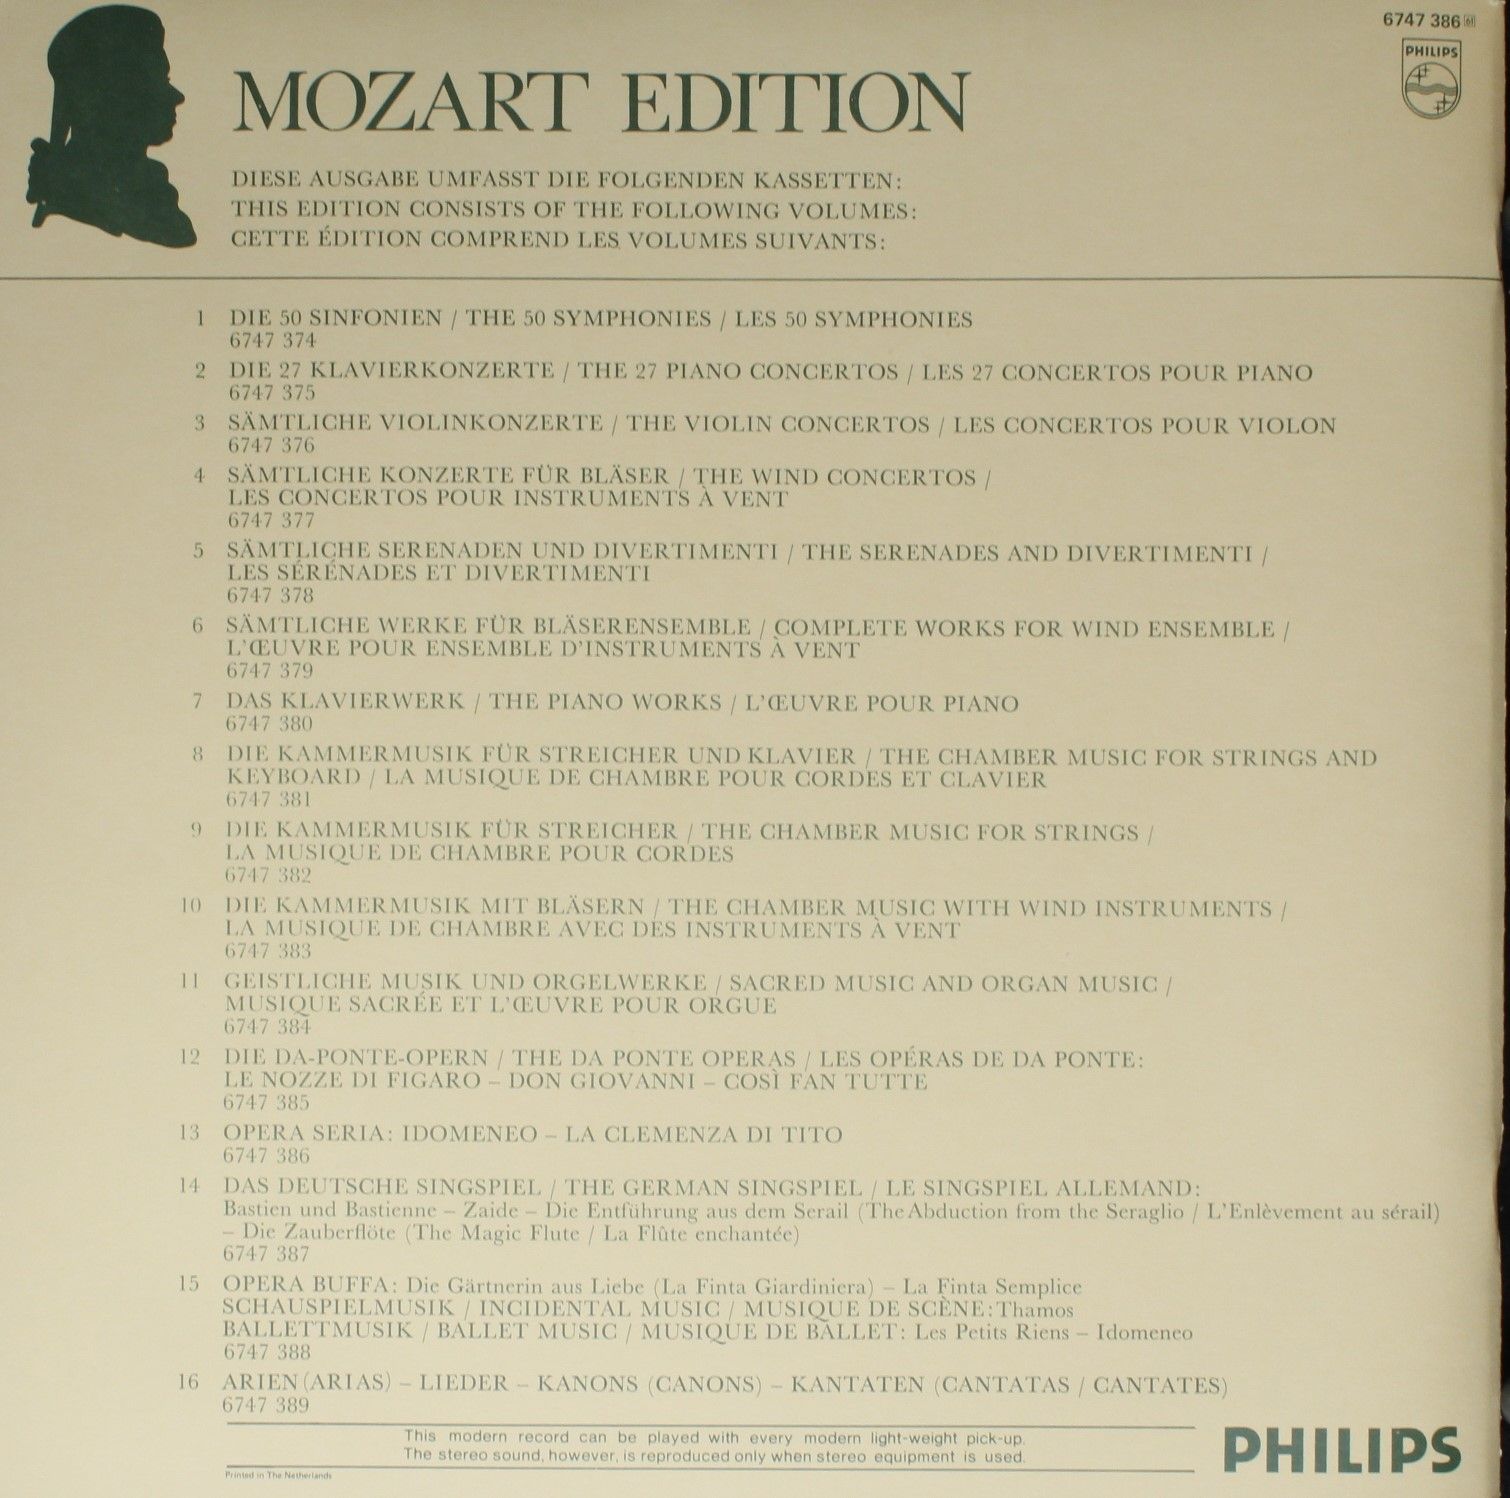 6747 386
PHILIPS
MOZART EDITION
DIESE AUSGABE UMFASST DIE FOLGENDEN KASSETTEN:
THIS EDITION CONSISTS OF THE FOLLOWING VOLUMES:
CETTE ÉDITION COMPREND LES VOLUMES SUIVANTS:
1 DIE 50 SINFONIEN / THE 50 SYMPHONIES / LES 50 SYMPHONIES
6747 374
2 DIE 27 KLAVIERKONZERTE / THE 27 PIANO CONCERTOS / LES 27 CONCERTOS POUR PIANO
6747 375
3 SÄMTLICHE VIOLINKONZERTE / THE VIOLIN CONCERTOS / LES CONCERTOS POUR VIOLON
6747 376
4 SÄMTLICHE KONZERTE FÜR BLÄSER / THE WIND CONCERTOS /
LES CONCERTOS POUR INSTRUMENTS À VENT
6747 377
5 SÄMTLICHE SERENADEN UND DIVERTIMENTI / THE SERENADES AND DIVERTIMENTI /
LES SÉRÉNADES ET DIVERTIMENTI
6747 378
6 SÄMTLICHE WERKE FÜR BLÄSERENSEMBLE / COMPLETE WORKS FOR WIND ENSEMBLE /
L'ŒUVRE POUR ENSEMBLE D'INSTRUMENTS À VENT
6747 379
7 DAS KLAVIERWERK / THE PIANO WORKS / L'ŒUVRE POUR PIANO
6747 380
8 DIE KAMMERMUSIK FÜR STREICHER UND KLAVIER / THE CHAMBER MUSIC FOR STRINGS AND
KEYBOARD / LA MUSIQUE DE CHAMBRE POUR CORDES ET CLAVIER
6747 381
9 DIE KAMMERMUSIK FÜR STREICHER / THE CHAMBER MUSIC FOR STRINGS /
LA MUSIQUE DE CHAMBRE POUR CORDES
6747 382
10 DIE KAMMERMUSIK MIT BLÄSERN / THE CHAMBER MUSIC WITH WIND INSTRUMENTS /
LA MUSIQUE DE CHAMBRE AVEC DES INSTRUMENTS À VENT
6747 383
11 GEISTLICHE MUSIK UND ORGELWERKE / SACRED MUSIC AND ORGAN MUSIC /
MUSIQUE SACRÉE ET L'ŒUVRE POUR ORGUE
6747 384
12 DIE DA-PONTE-OPERN / THE DA PONTE OPERAS / LES OPÉRAS DE DA PONTE:
LE NOZZE DI FIGARO – DON GIOVANNI – COSÌ FAN TUTTE
6747 385
13 OPERA SERIA: IDOMENEO – LA CLEMENZA DI TITO
6747 386
14 DAS DEUTSCHE SINGSPIEL / THE GERMAN SINGSPIEL / LE SINGSPIEL ALLEMAND:
Bastien und Bastienne – Zaide – Die Entführung aus dem Serail (The Abduction from the Seraglio / L'Enlèvement au sérail)
– Die Zauberflöte (The Magic Flute / La Flûte enchantée)
6747 387
15 OPERA BUFFA: Die Gärtnerin aus Liebe (La Finta Giardiniera) – La Finta Semplice
SCHAUSPIELMUSIK / INCIDENTAL MUSIC / MUSIQUE DE SCÈNE: Thamos
BALLETTMUSIK / BALLET MUSIC / MUSIQUE DE BALLET: Les Petits Riens – Idomeneo
6747 388
16 ARIEN (ARIAS) – LIEDER – KANONS (CANONS) – KANTATEN (CANTATAS / CANTATES)
6747 389
This modern record can be played with every modern light-weight pick-up.
The stereo sound, however, is reproduced only when stereo equipment is used.
Printed in The Netherlands
PHILIPS